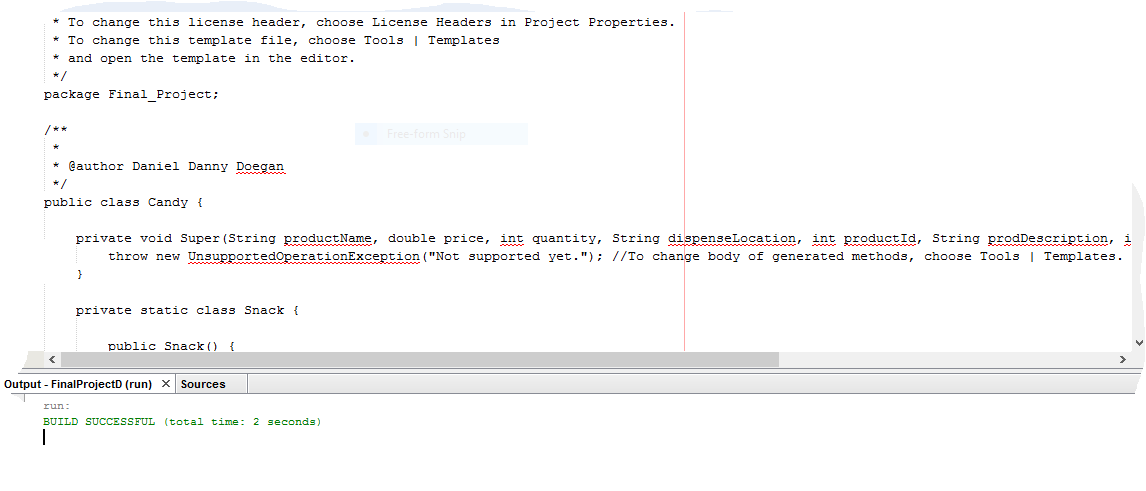 * To change this license header, choose License Headers in Project Properties.
* To change this template file, choose Tools | Templates
* and open the template in the editor.
*/
package Final_Project;
/**
*
* @author Daniel Danny Doegan
*/
public class Candy {
private void Super(String productName, double price, int quantity, String dispenseLocation, int productId, String prodDescription, i
throw new UnsupportedOperationException("Not supported yet."); //To change body of generated methods, choose Tools | Templates.
}
private static class Snack {
public Snack() {
Free-form Snip
Output - FinalProjectD (run) × Sources
run:
BUILD SUCCESSFUL (total time: 2 seconds)